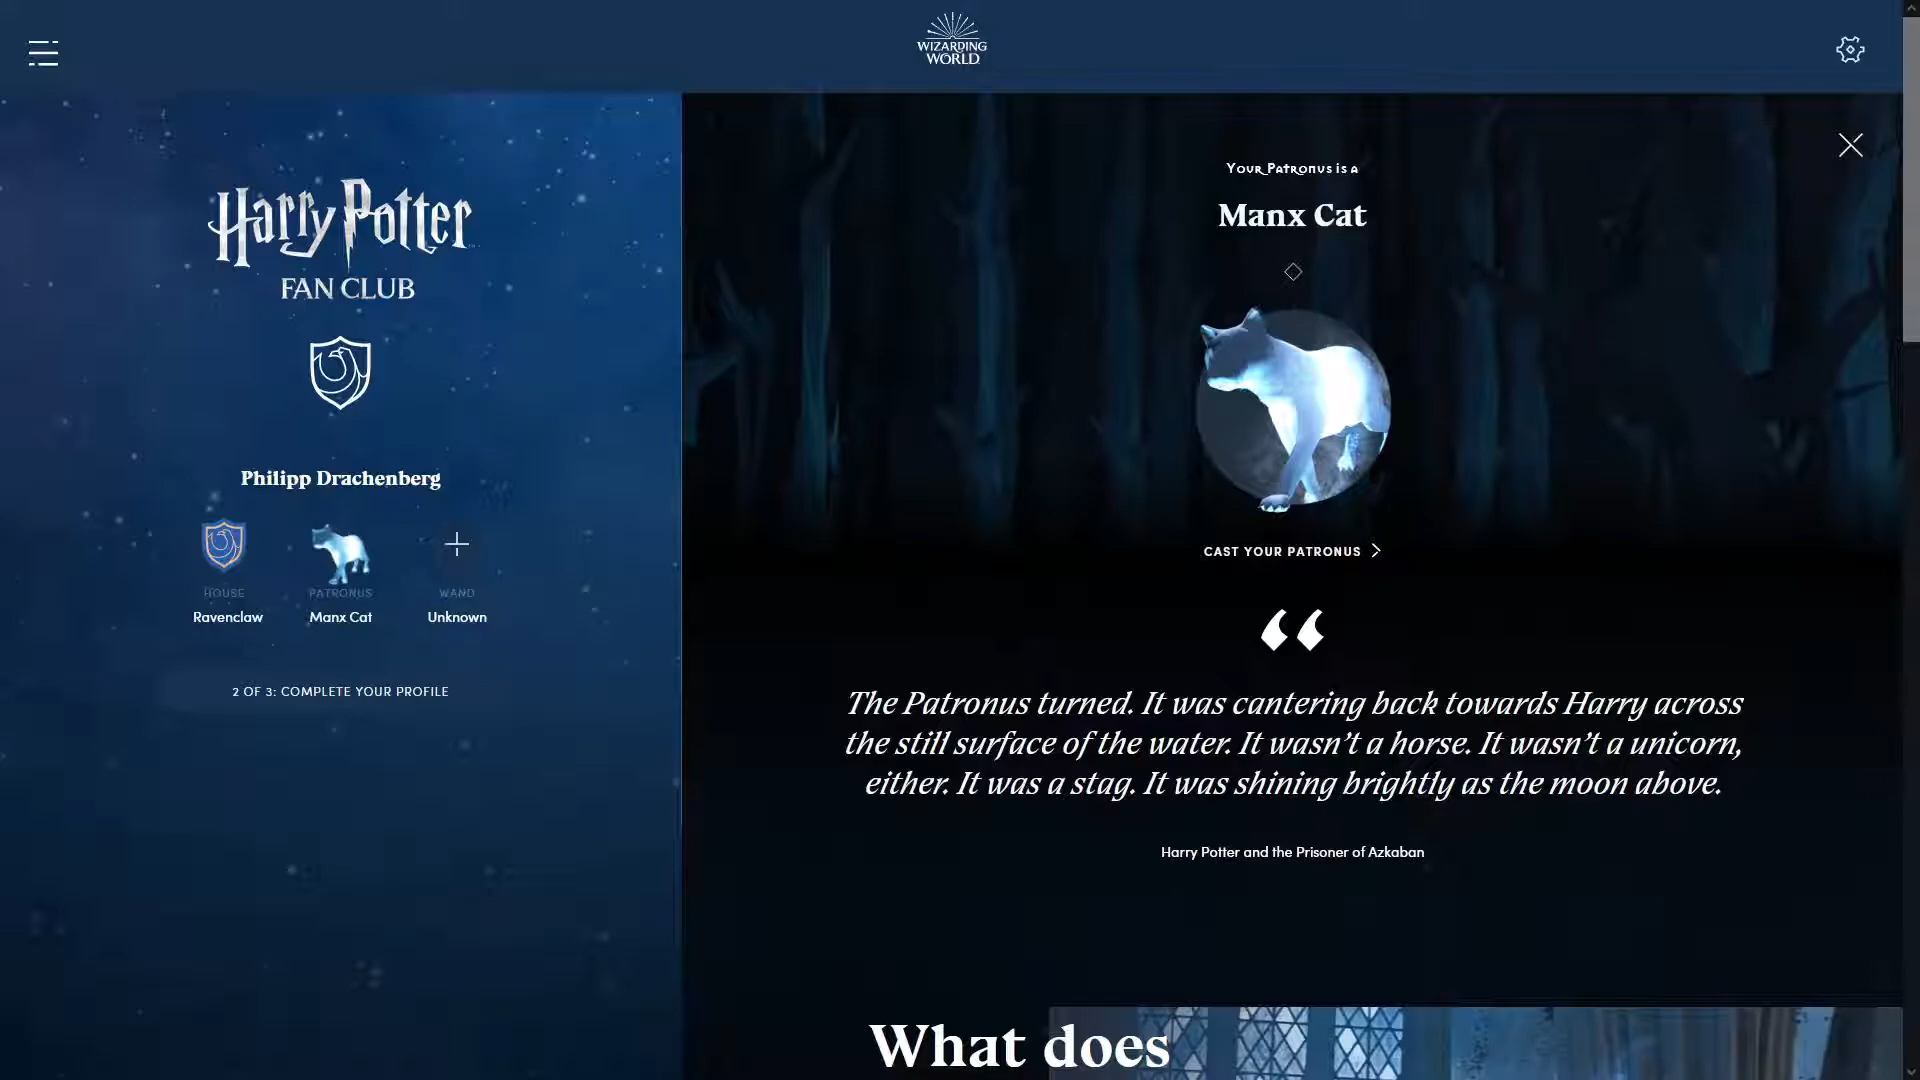 WIZARDING
WORLD
Harry Potter
FAN CLUB
Philipp Drachenberg
HOUSE
Ravenclaw
PATRONUS
Manx Cat
WAND
Unknown
2 OF 3: COMPLETE YOUR PROFILE
Your Patronus is a
Manx Cat
CAST YOUR PATRONUS
“
The Patronus turned. It was cantering back towards Harry across
the still surface of the water. It wasn’t a horse. It wasn’t a unicorn,
either. It was a stag. It was shining brightly as the moon above.
Harry Potter and the Prisoner of Azkaban
What does